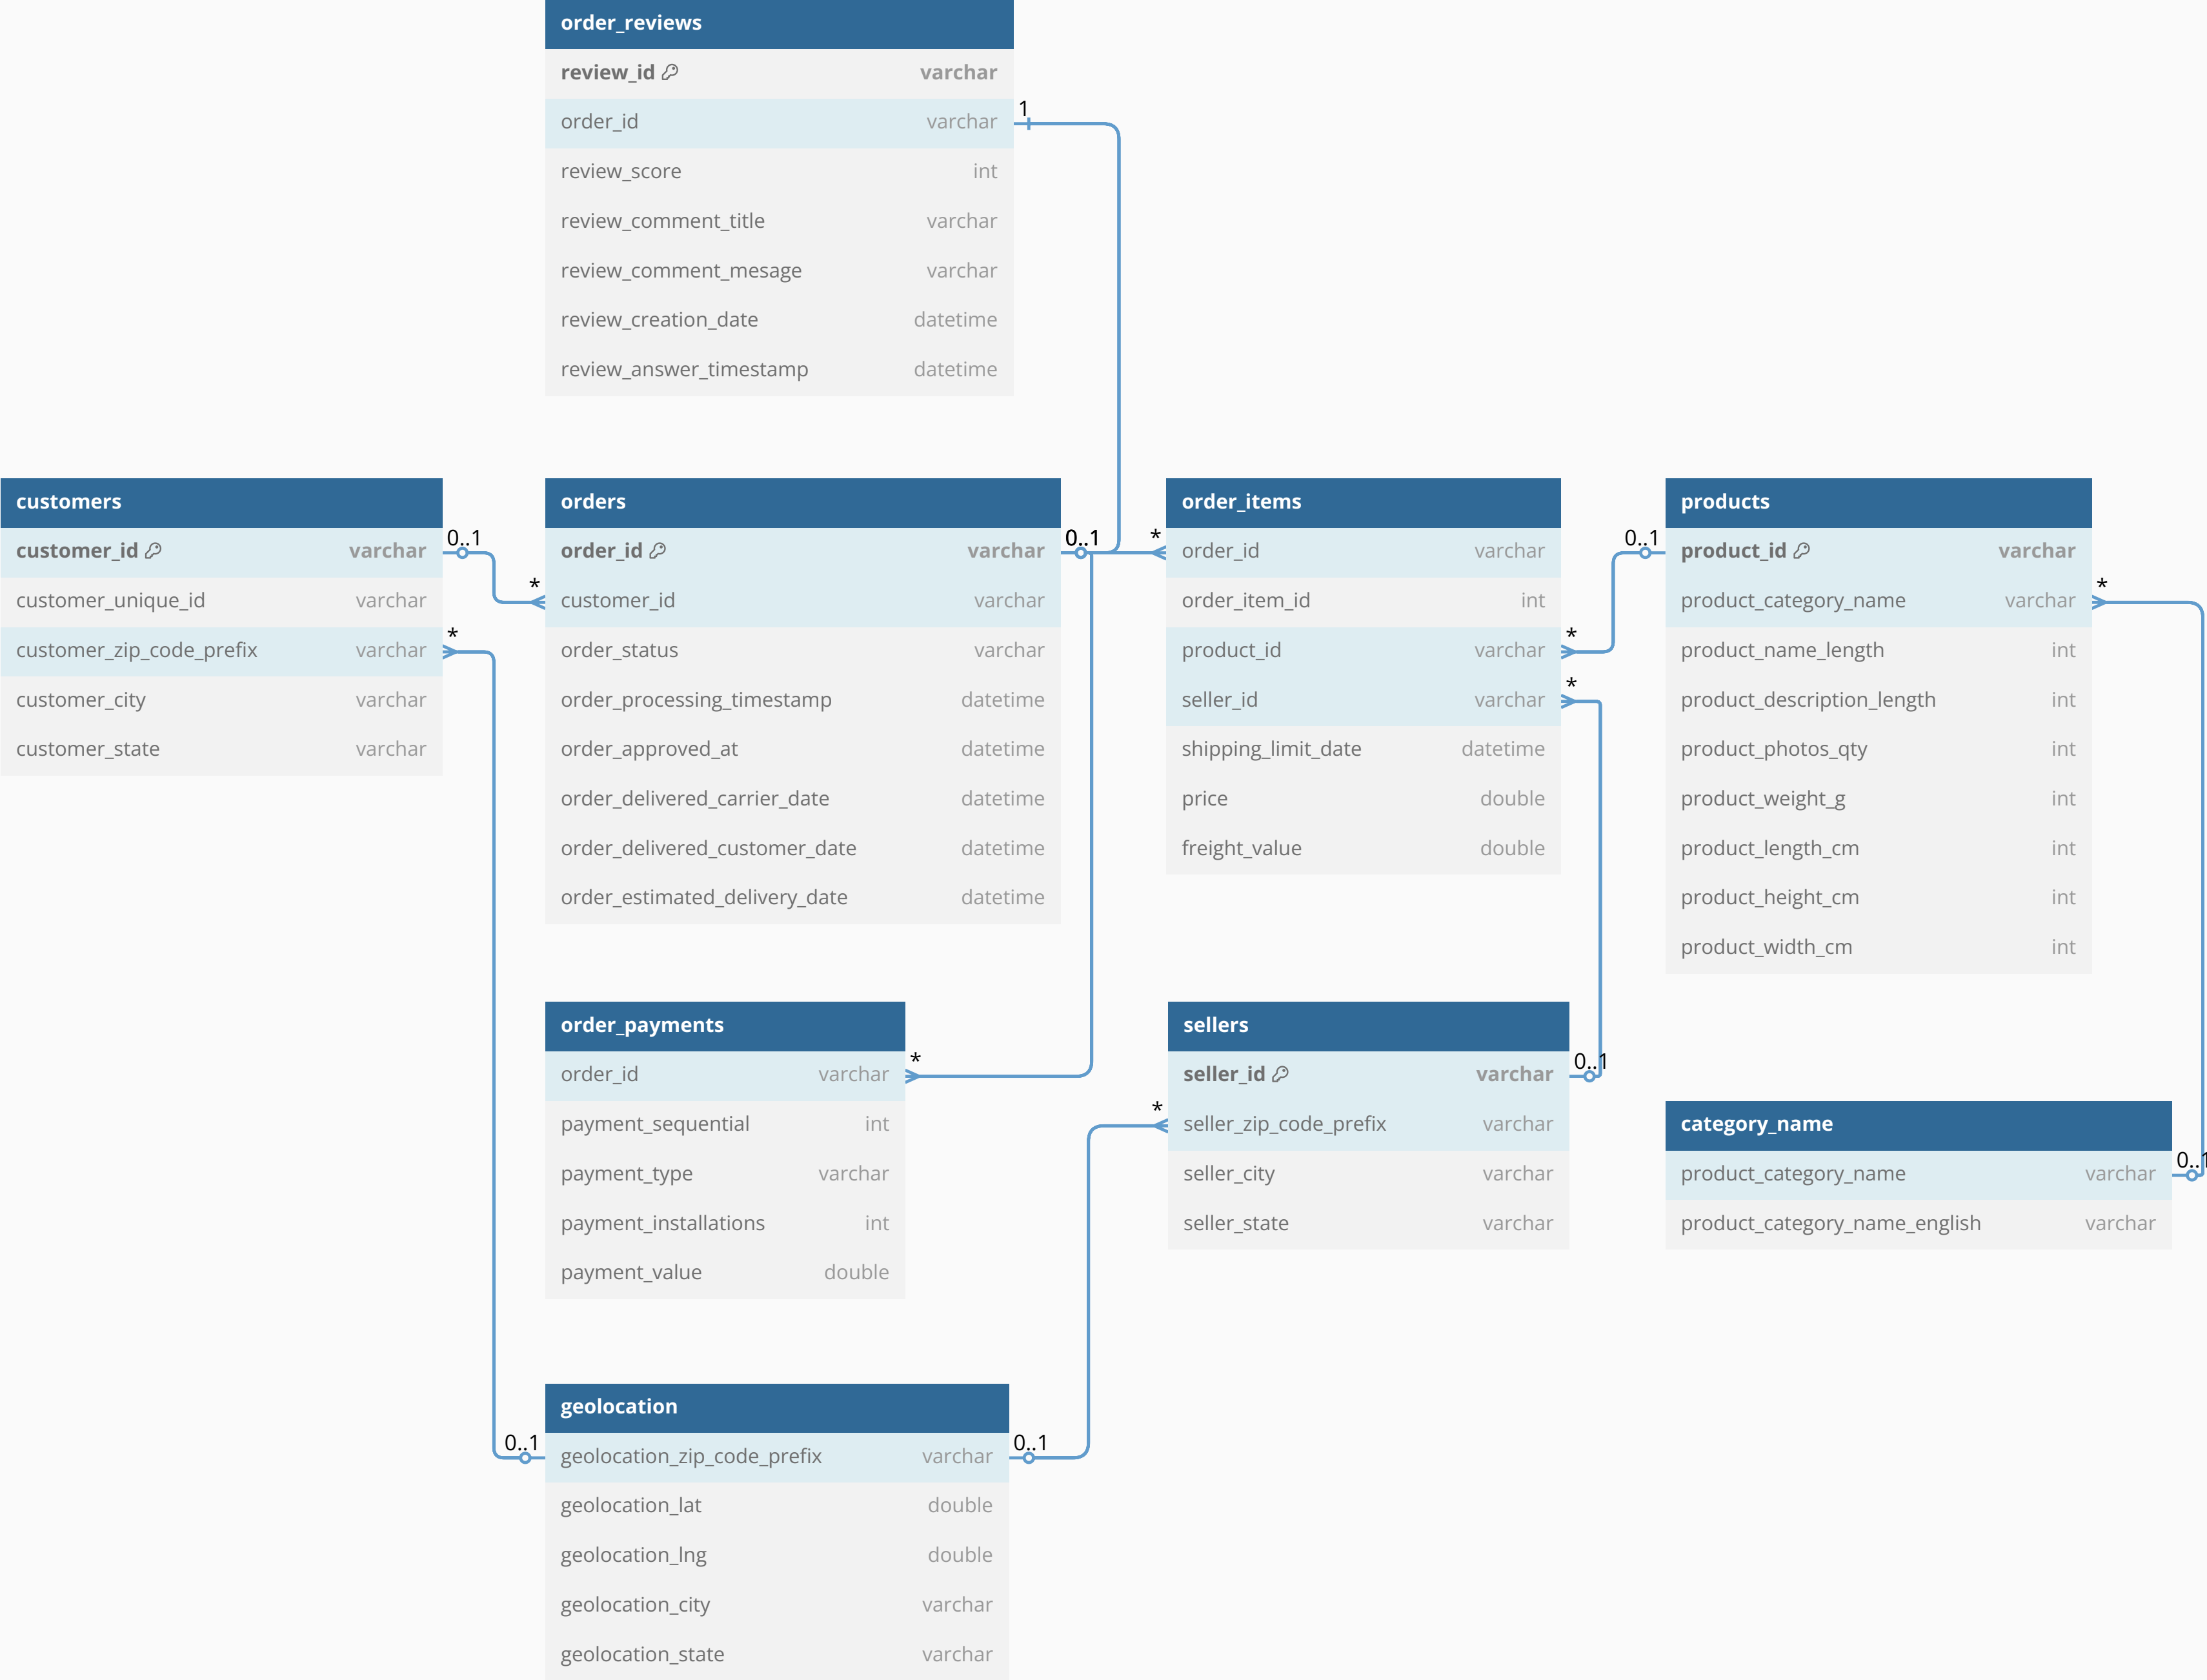 order_reviews
review_id varchar
order_id varchar
review_score int
review_comment_title varchar
review_comment_mesage varchar
review_creation_date datetime
review_answer_timestamp datetime
1
customers
customer_id varchar
customer_unique_id varchar
customer_zip_code_prefix varchar
customer_city varchar
customer_state varchar
0..1
*
*
orders
order_id varchar
customer_id varchar
order_status varchar
order_processing_timestamp datetime
order_approved_at datetime
order_delivered_carrier_date datetime
order_delivered_customer_date datetime
order_estimated_delivery_date datetime
0..1
*
order_items
order_id varchar
order_item_id int
product_id varchar
seller_id varchar
shipping_limit_date datetime
price double
freight_value double
*
*
0..1
products
product_id varchar
product_category_name varchar
product_name_length int
product_description_length int
product_photos_qty int
product_weight_g int
product_length_cm int
product_height_cm int
product_width_cm int
*
order_payments
order_id varchar
payment_sequential int
payment_type varchar
payment_installations int
payment_value double
*
*
sellers
seller_id varchar
seller_zip_code_prefix varchar
seller_city varchar
seller_state varchar
0..1
category_name
product_category_name varchar
product_category_name_english varchar
0..1
geolocation
geolocation_zip_code_prefix varchar
geolocation_lat double
geolocation_lng double
geolocation_city varchar
geolocation_state varchar
0..1
0..1